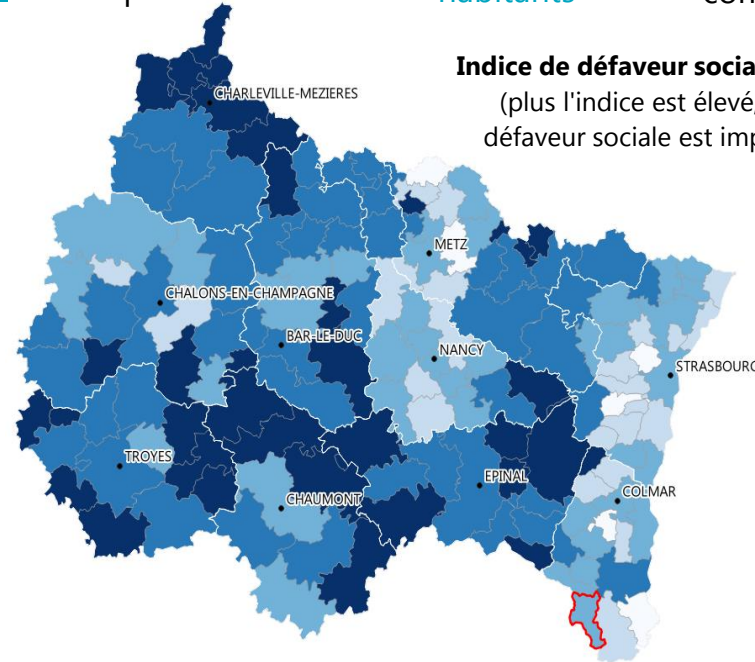 habitants
Indice de défaveur socia
(plus l'indice est élevé,
défaveur sociale est imp
CHARLEVILLE-MEZIERES
METZ
CHALONS-EN-CHAMPAGNE
BAR-LE-DUC
NANCY
STRASBOURG
TROYES
EPINAL
CHAUMONT
COLMAR